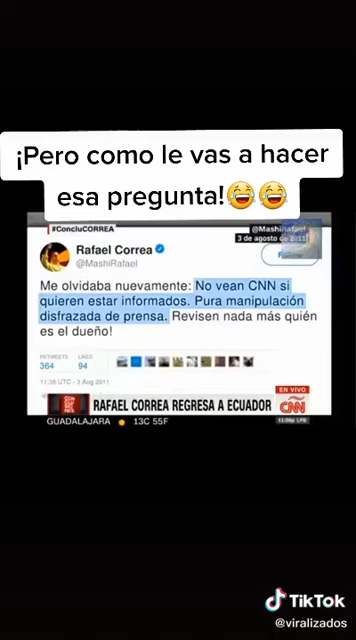 ¡Pero como le vas a hacer
esa pregunta!😂😂
#ConcluCORREA
@MashiRafael
3 de agosto de 2011
Rafael Correa
@MashiRafael
Me olvidaba nuevamente: No vean CNN si
quieren estar informados. Pura manipulación
disfrazada de prensa. Revisen nada más quién
es el dueño!
RETWEETS LIKES
364 94
11:38 UTC - 3 Aug 2011
EN VIVO
RAFAEL CORREA REGRESA A ECUADOR
CNN
GUADALAJARA 13C 55F
TikTok
@viralizados